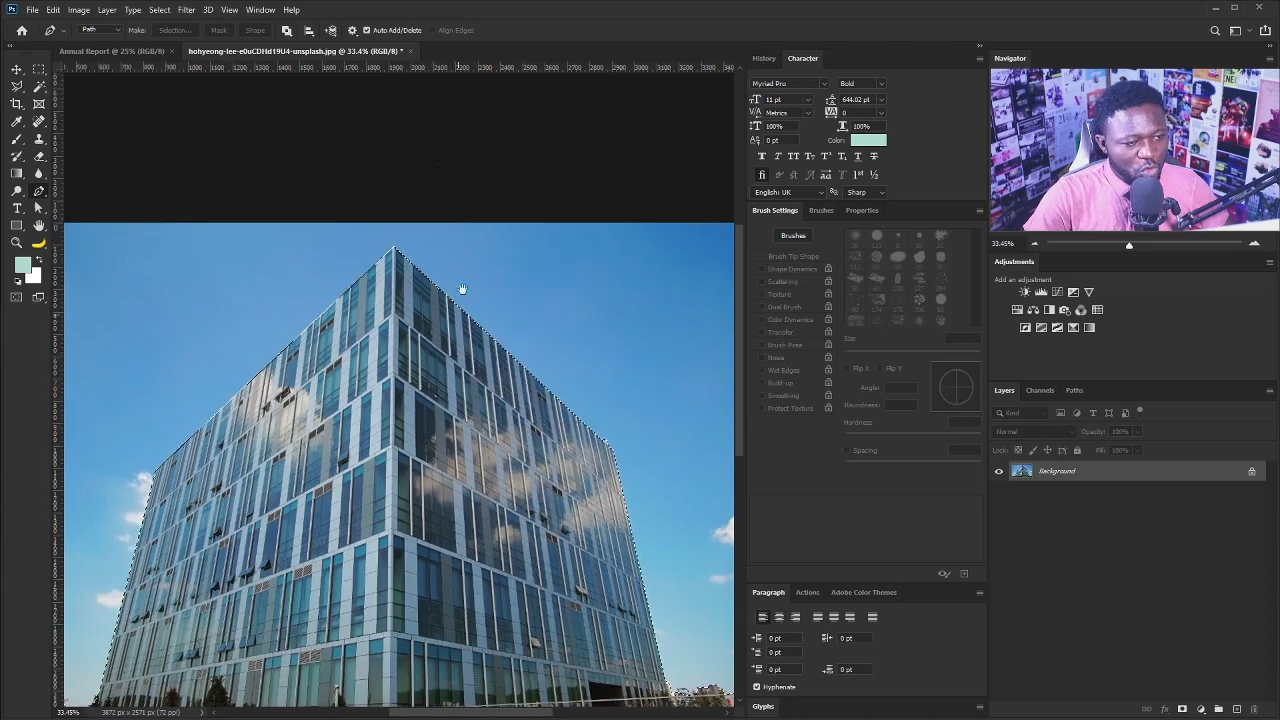 Ps File Edit Image Layer Type Select Filter 3D View Window Help
Path Make: Selection... Mask Shape Auto Add/Delete Align Edges
Annual Report @ 25% (RGB/8) × hohyeong-lee-e0uCDHd19U4-unsplash.jpg @ 33.4% (RGB/8) * ×
History Character
Myriad Pro Bold
11 pt 644.02 pt
Metrics 0
100% 100%
0 pt Color:
English: UK Sharp
Brush Settings Brushes Properties
Brushes
Brush Tip Shape
Shape Dynamics
Scattering
Texture
Dual Brush
Color Dynamics
Transfer
Brush Pose
Noise
Wet Edges
Build-up
Smoothing
Protect Texture
Size
Flip X Flip Y
Angle:
Roundness:
Hardness
Spacing
Paragraph Actions Adobe Color Themes
0 pt 0 pt
0 pt
0 pt 0 pt
Hyphenate
Glyphs
Navigator
33.45%
Adjustments
Add an adjustment
Layers Channels Paths
Kind
Normal Opacity: 100%
Lock: Fill: 100%
Background
33.45% 3872 px x 2571 px (72 ppi)